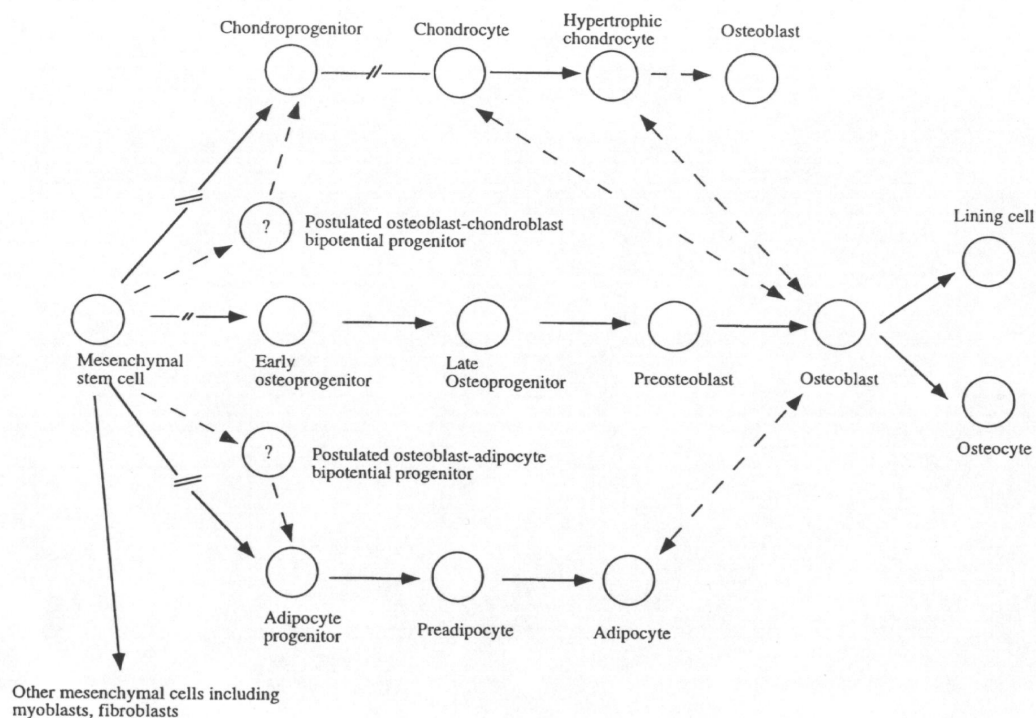 Chondroprogenitor
Chondrocyte
Hypertrophic
chondrocyte
Osteoblast
?
Postulated osteoblast-chondroblast
bipotential progenitor
Lining cell
Mesenchymal
stem cell
Early
osteoprogenitor
Late
Osteoprogenitor
Preosteoblast
Osteoblast
Osteocyte
?
Postulated osteoblast-adipocyte
bipotential progenitor
Adipocyte
progenitor
Preadipocyte
Adipocyte
Other mesenchymal cells including
myoblasts, fibroblasts